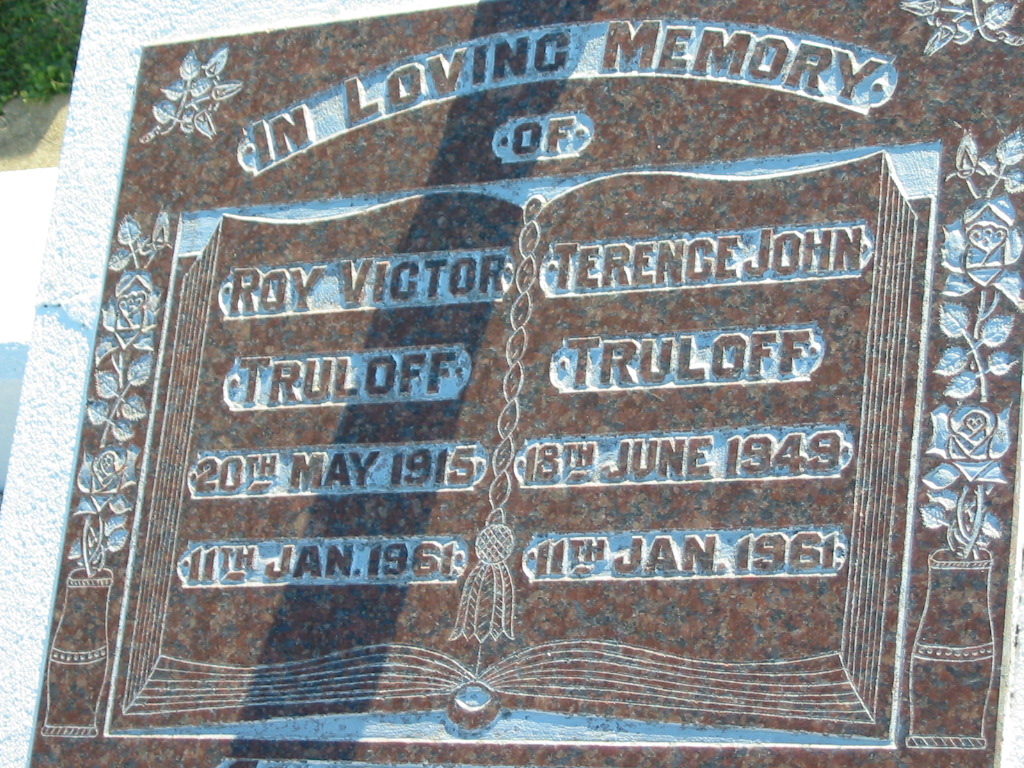 IN LOVING MEMORY
OF
ROY VICTOR
TRULOFF
20TH MAY 1915
11TH JAN. 1961
TERENCE JOHN
TRULOFF
18TH JUNE 1949
11TH JAN. 1961